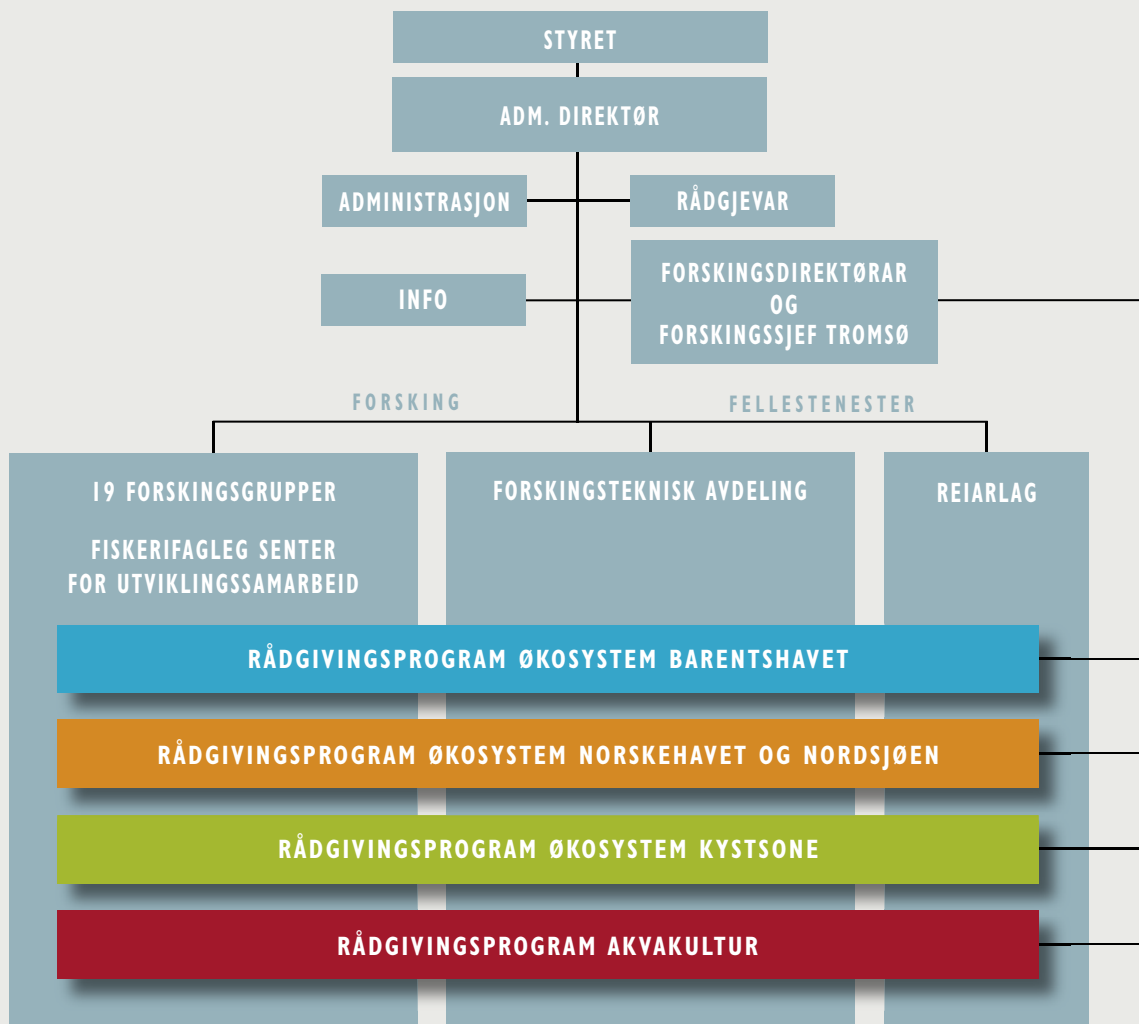 STYRET
ADM. DIREKTØR
ADMINISTRASJON
RÅDGJEVAR
INFO
FORSKINGSDIREKTØRAR
OG
FORSKINGSSJEF TROMSØ
FORSKING
FELLESTENESTER
19 FORSKINGSGRUPPER
FISKERIFAGLEG SENTER
FOR UTVIKLINGSSAMARBEID
FORSKINGSTEKNISK AVDELING
REIARLAG
RÅDGIVINGSPROGRAM ØKOSYSTEM BARENTSHAVET
RÅDGIVINGSPROGRAM ØKOSYSTEM NORSKEHAVET OG NORDSJØEN
RÅDGIVINGSPROGRAM ØKOSYSTEM KYSTSONE
RÅDGIVINGSPROGRAM AKVAKULTUR